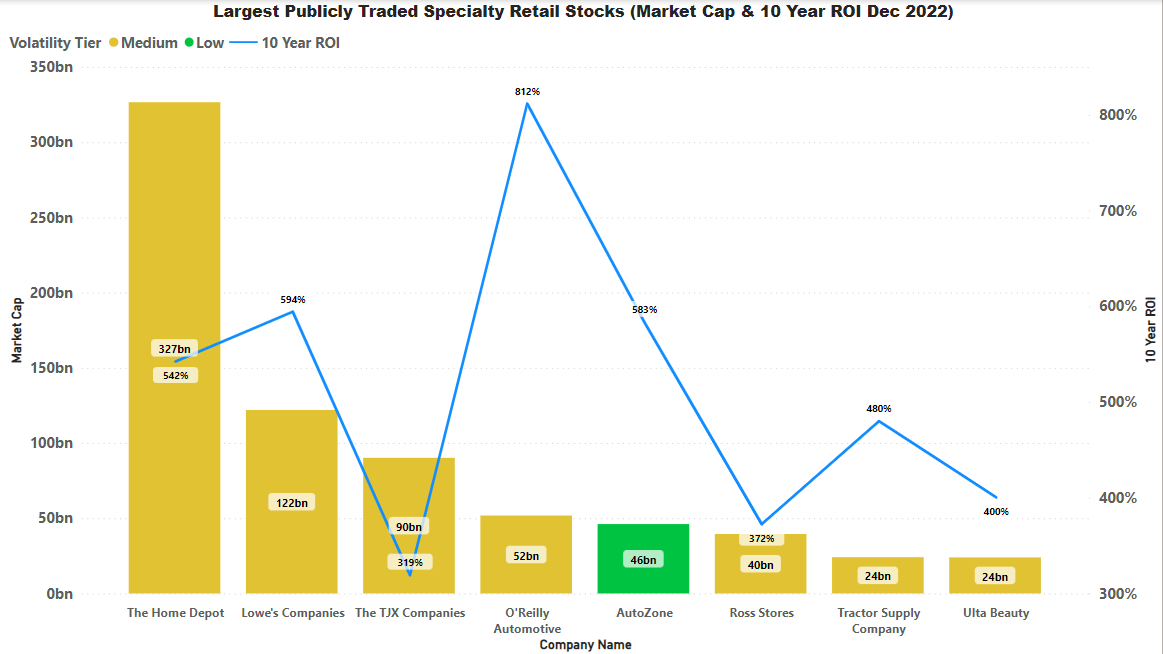 Largest Publicly Traded Specialty Retail Stocks (Market Cap & 10 Year ROI Dec 2022)
Volatility Tier Medium Low 10 Year ROI
350bn
300bn
250bn
200bn
150bn
100bn
50bn
0bn
Market Cap
800%
700%
600%
500%
400%
300%
10 Year ROI
812%
594%
583%
327bn
542%
480%
122bn
90bn
319%
52bn
46bn
372%
40bn
24bn
400%
24bn
The Home Depot
Lowe's Companies
The TJX Companies
O'Reilly
Automotive
AutoZone
Ross Stores
Tractor Supply
Company
Ulta Beauty
Company Name